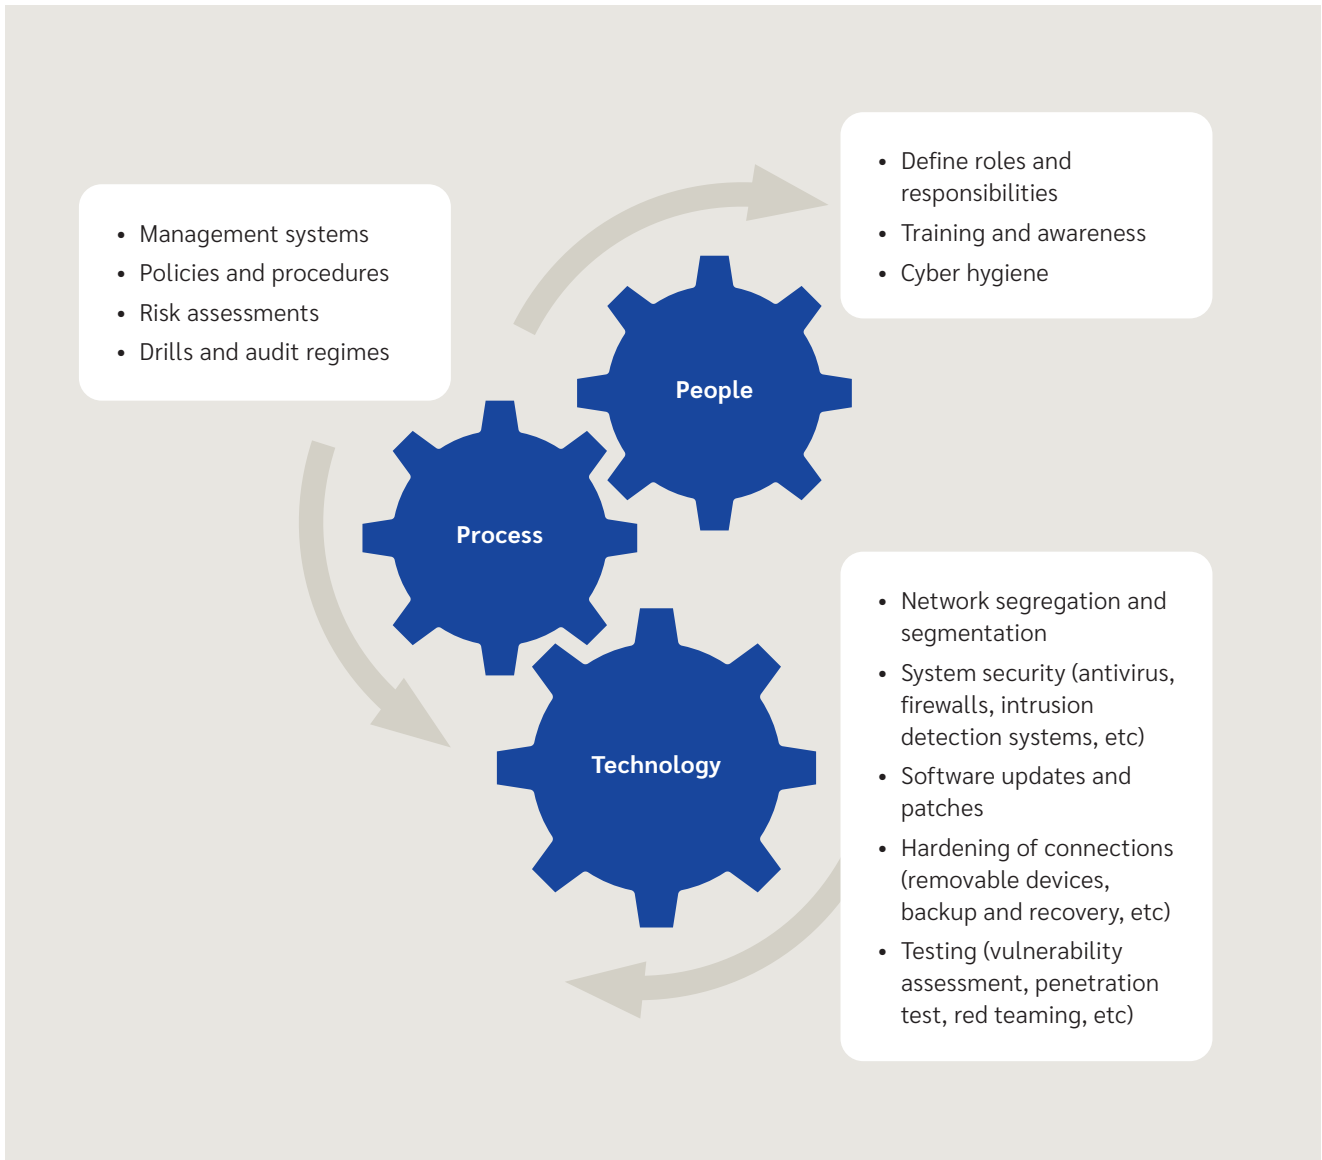 • Management systems
• Policies and procedures
• Risk assessments
• Drills and audit regimes
• Define roles and
responsibilities
• Training and awareness
• Cyber hygiene
People
Process
Technology
• Network segregation and
segmentation
• System security (antivirus,
firewalls, intrusion
detection systems, etc)
• Software updates and
patches
• Hardening of connections
(removable devices,
backup and recovery, etc)
• Testing (vulnerability
assessment, penetration
test, red teaming, etc)